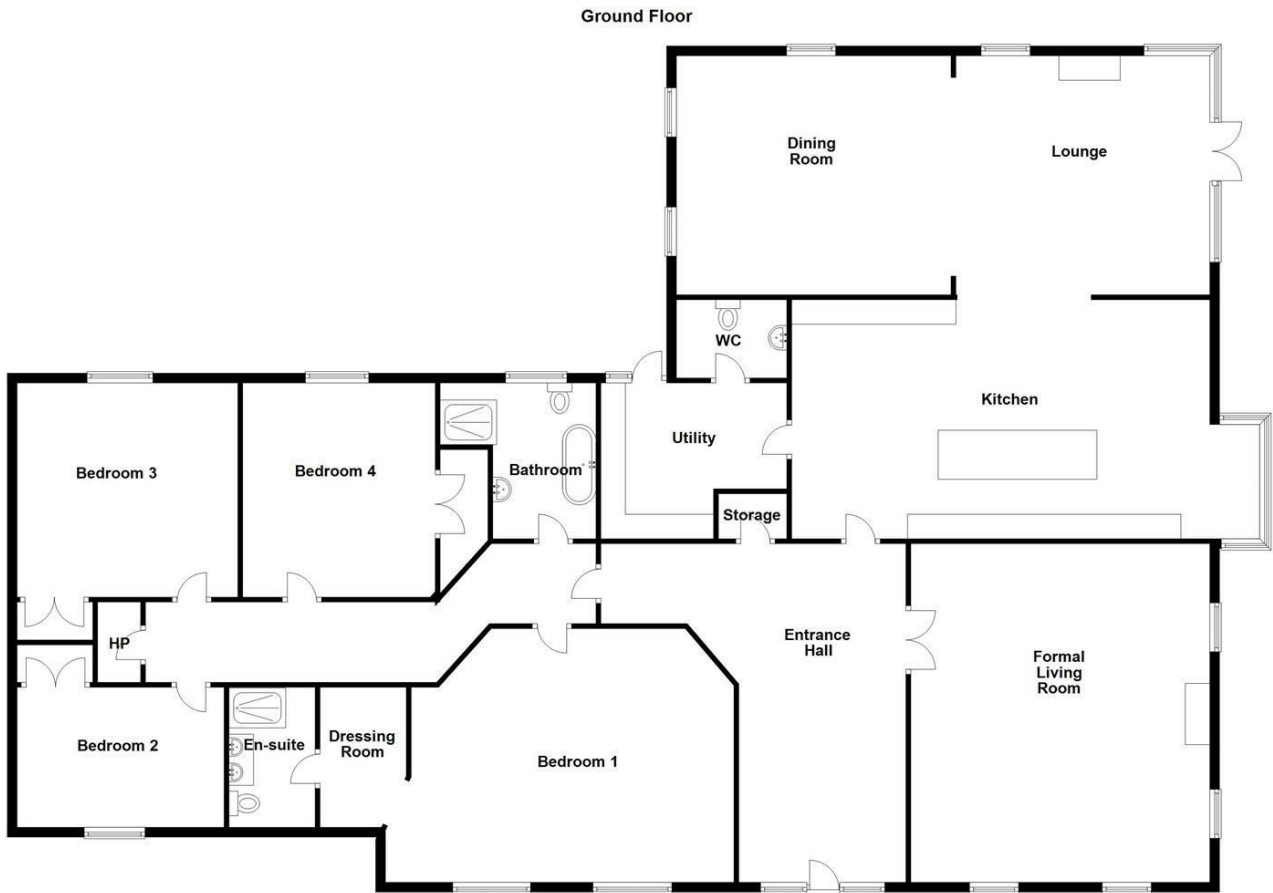 Ground Floor
Dining
Room
Lounge
WC
Kitchen
Utility
Bedroom 3
Bedroom 4
Bathroom
Storage
HP
Entrance
Hall
Formal
Living
Room
Bedroom 2
En-suite
Dressing
Room
Bedroom 1